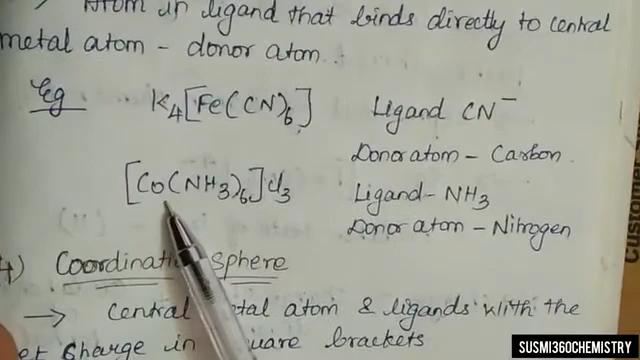 Atom in ligand that binds directly to central
metal atom - donor atom.
Eg K4[Fe(CN)6] Ligand CN-
Donor atom - Carbon
[Co(NH3)6]Cl3 Ligand - NH3
Donor atom - Nitrogen
4) Coordinati sphere
→ Central tal atom & ligands with the
et charge in uare brackets
Custome
SUSMI360CHEMISTRY